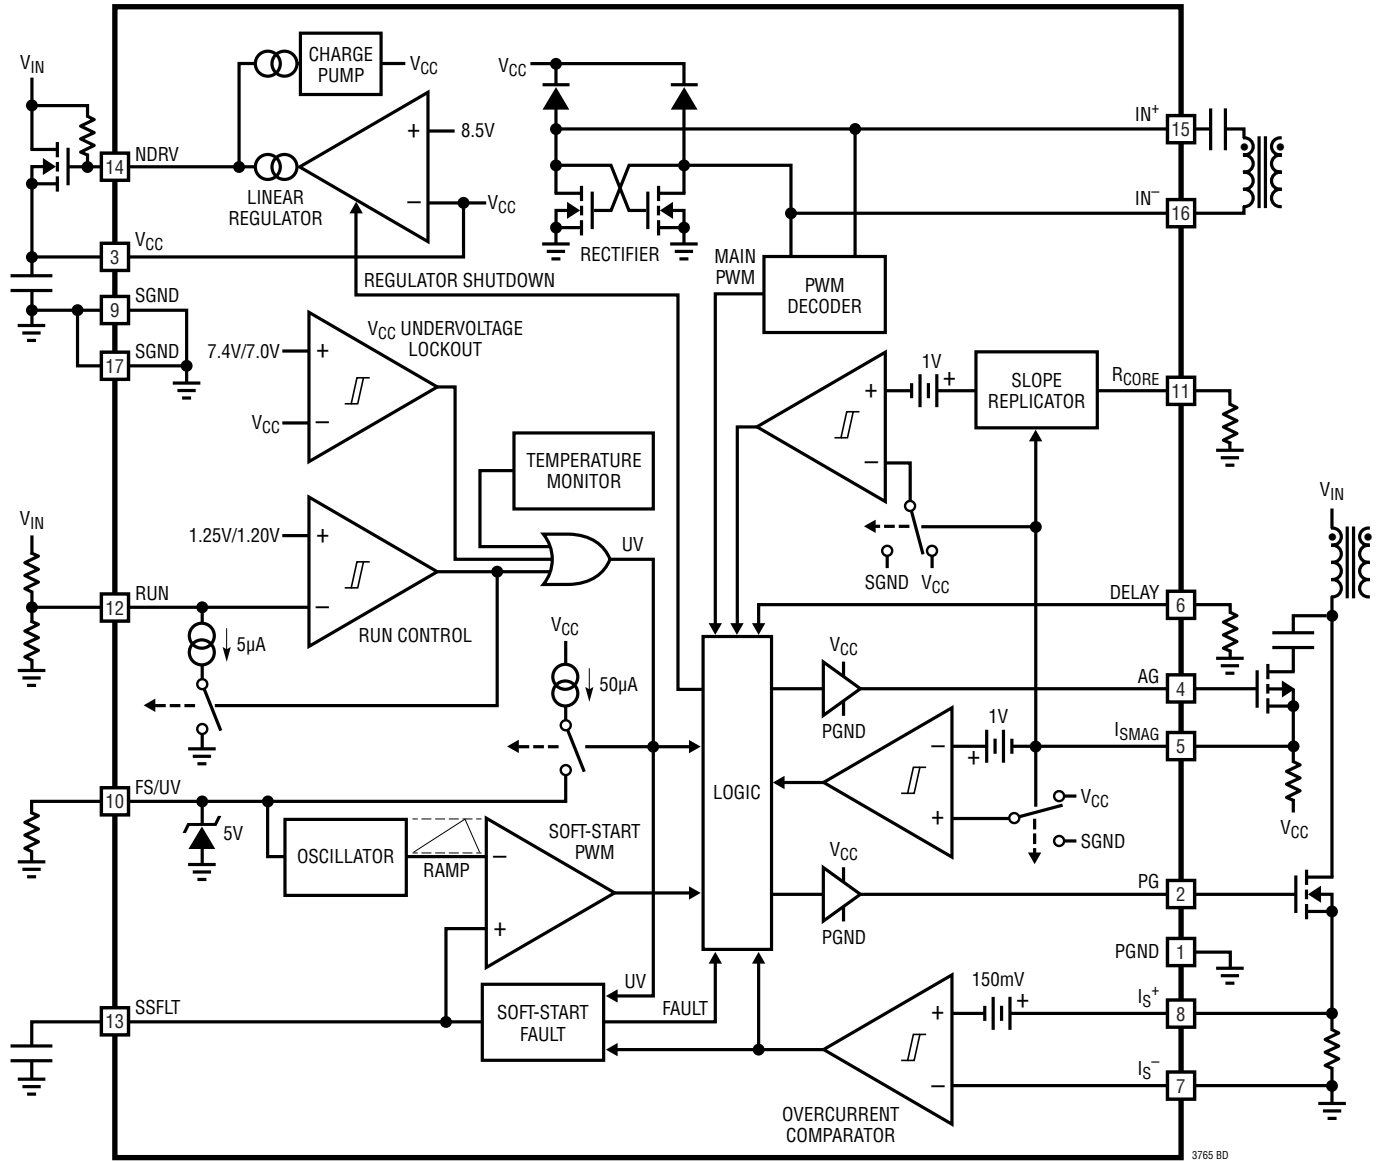 CHARGE
PUMP
VCC
VIN
VCC
IN+
15
+
8.5V
NDRV
14
LINEAR
REGULATOR
−
VCC
IN−
16
RECTIFIER
MAIN
PWM
PWM
DECODER
VCC
3
REGULATOR SHUTDOWN
SGND
9
SGND
17
VCC UNDERVOLTAGE
LOCKOUT
7.4V/7.0V
+
VCC
−
1V
+
+
−
SLOPE
REPLICATOR
RCORE
11
TEMPERATURE
MONITOR
VIN
1.25V/1.20V
+
−
RUN CONTROL
UV
SGND
VCC
VIN
RUN
12
5µA
DELAY
6
VCC
50µA
VCC
PGND
AG
4
1V
+
−
+
ISMAG
5
VCC
SGND
VCC
LOGIC
FS/UV
10
5V
OSCILLATOR
RAMP
SOFT-START
PWM
−
+
VCC
PGND
PG
2
PGND
1
SSFLT
13
UV
SOFT-START
FAULT
FAULT
150mV
+
+
−
IS+
8
IS−
7
OVERCURRENT
COMPARATOR
3765 BD